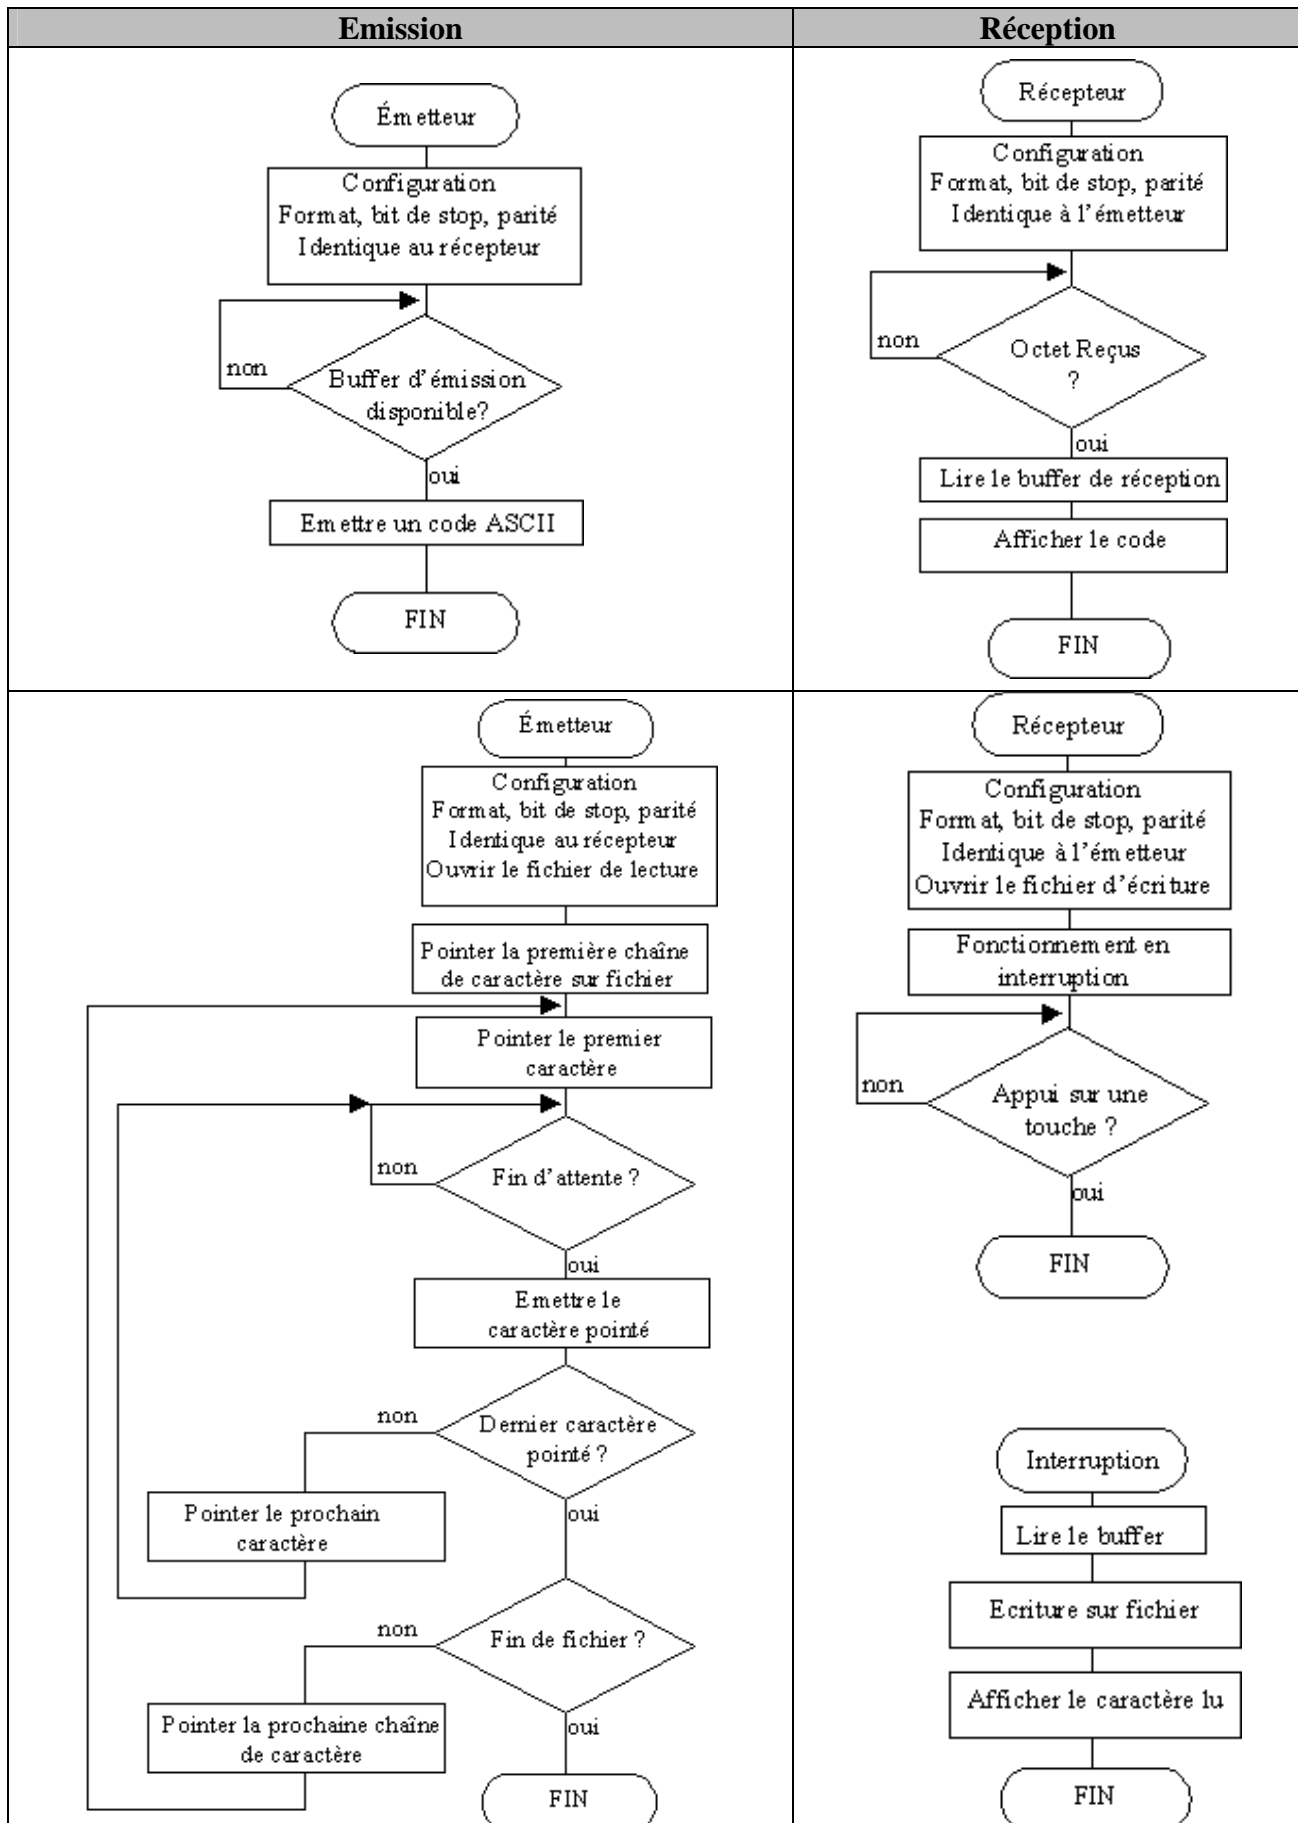 Emission
Réception
Émetteur
Configuration
Format, bit de stop, parité
Identique au récepteur
non
Buffer d'émission
disponible?
oui
Emettre un code ASCII
FIN
Récepteur
Configuration
Format, bit de stop, parité
Identique à l'émetteur
non
Octet Reçus
?
oui
Lire le buffer de réception
Afficher le code
FIN
Émetteur
Configuration
Format, bit de stop, parité
Identique au récepteur
Ouvrir le fichier de lecture
Pointer la première chaîne
de caractère sur fichier
Pointer le premier
caractère
non
Fin d'attente ?
oui
Emettre le
caractère pointé
non
Dernier caractère
pointé ?
Pointer le prochain
caractère
oui
non
Fin de fichier ?
Pointer la prochaine chaîne
de caractère
oui
FIN
Récepteur
Configuration
Format, bit de stop, parité
Identique à l'émetteur
Ouvrir le fichier d'écriture
Fonctionnement en
interruption
non
Appui sur une
touche ?
oui
FIN
Interruption
Lire le buffer
Ecriture sur fichier
Afficher le caractère lu
FIN